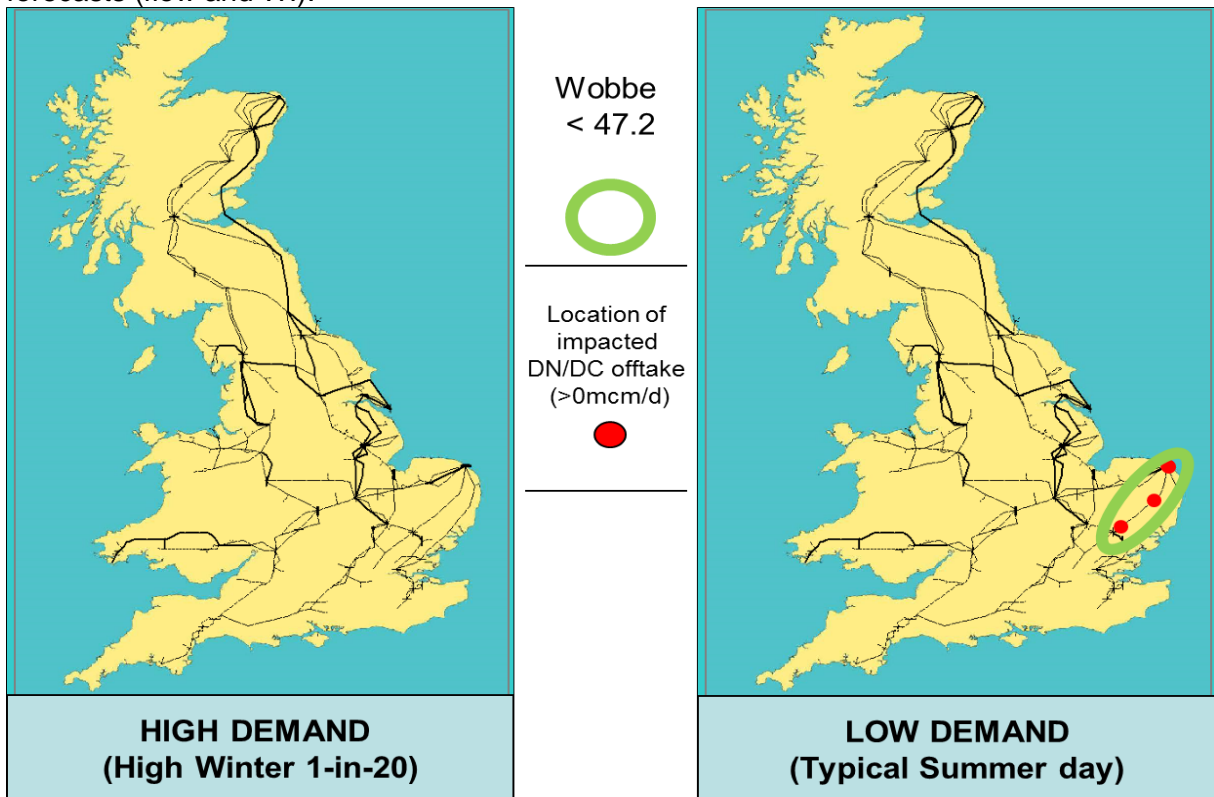 Wobbe
< 47.2
Location of
impacted
DN/DC offtake
(>0mcm/d)
HIGH DEMAND
(High Winter 1-in-20)
LOW DEMAND
(Typical Summer day)